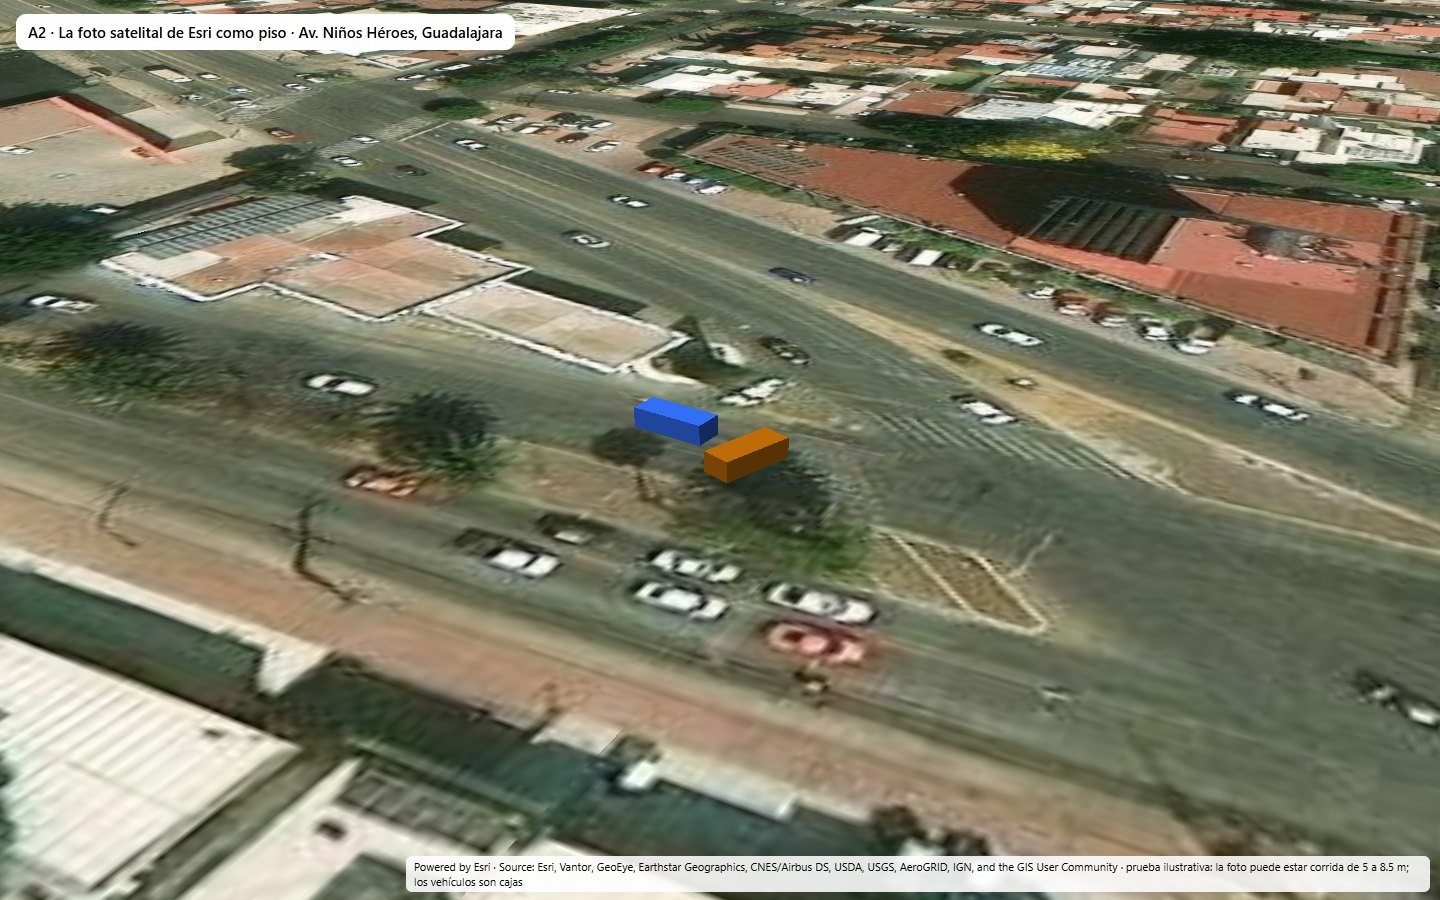 A2 · La foto satelital de Esri como piso · Av. Niños Héroes, Guadalajara
Powered by Esri · Source: Esri, Vantor, GeoEye, Earthstar Geographics, CNES/Airbus DS, USDA, USGS, AeroGRID, IGN, and the GIS User Community · prueba ilustrativa: la foto puede estar corrida de 5 a 8.5 m;
los vehículos son cajas